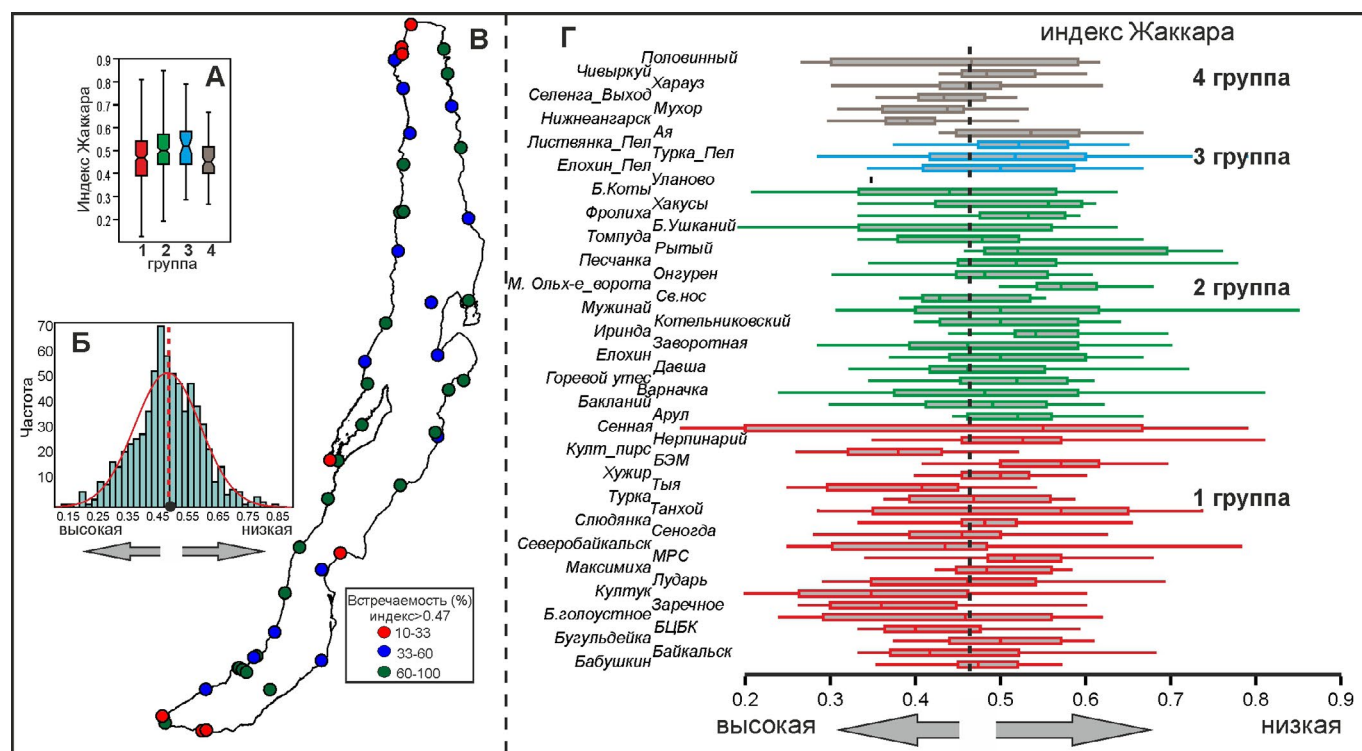 А
Индекс Жаккара
0.9
0.8
0.7
0.6
0.5
0.4
0.3
0.2
1 2 3 4
группа
Б
Частота
70
60
50
40
30
20
10
0.15 0.25 0.35 0.45 0.55 0.65 0.75 0.85
высокая низкая
В
Встречаемость (%)
индекс>0.47
10-33
33-60
60-100
Г
индекс Жаккара
Половинный
Чивыркуй
Харауз
Селенга_Выход
Мухор
Нижнеангарск
Ая
Листвянка_Пел
Турка_Пел
Елохин_Пел
Уланово
Б.Коты
Хакусы
Фролиха
Б.Ушканий
Томпуда
Рытый
Песчанка
Онгурен
М. Ольх-е_ворота
Св.нос
Мужинай
Котельниковский
Иринда
Заворотная
Елохин
Давша
Горевой утес
Варначка
Бакланий
Арул
Сенная
Нерпинарий
Култ_пирс
БЭМ
Хужир
Тыя
Турка
Танхой
Слюдянка
Сеногда
Северобайкальск
МРС
Максимиха
Лударь
Култук
Заречное
Б.голоустное
БЦБК
Бугульдейка
Байкальск
Бабушкин
4 группа
3 группа
2 группа
1 группа
0.2 0.3 0.4 0.5 0.6 0.7 0.8 0.9
высокая низкая